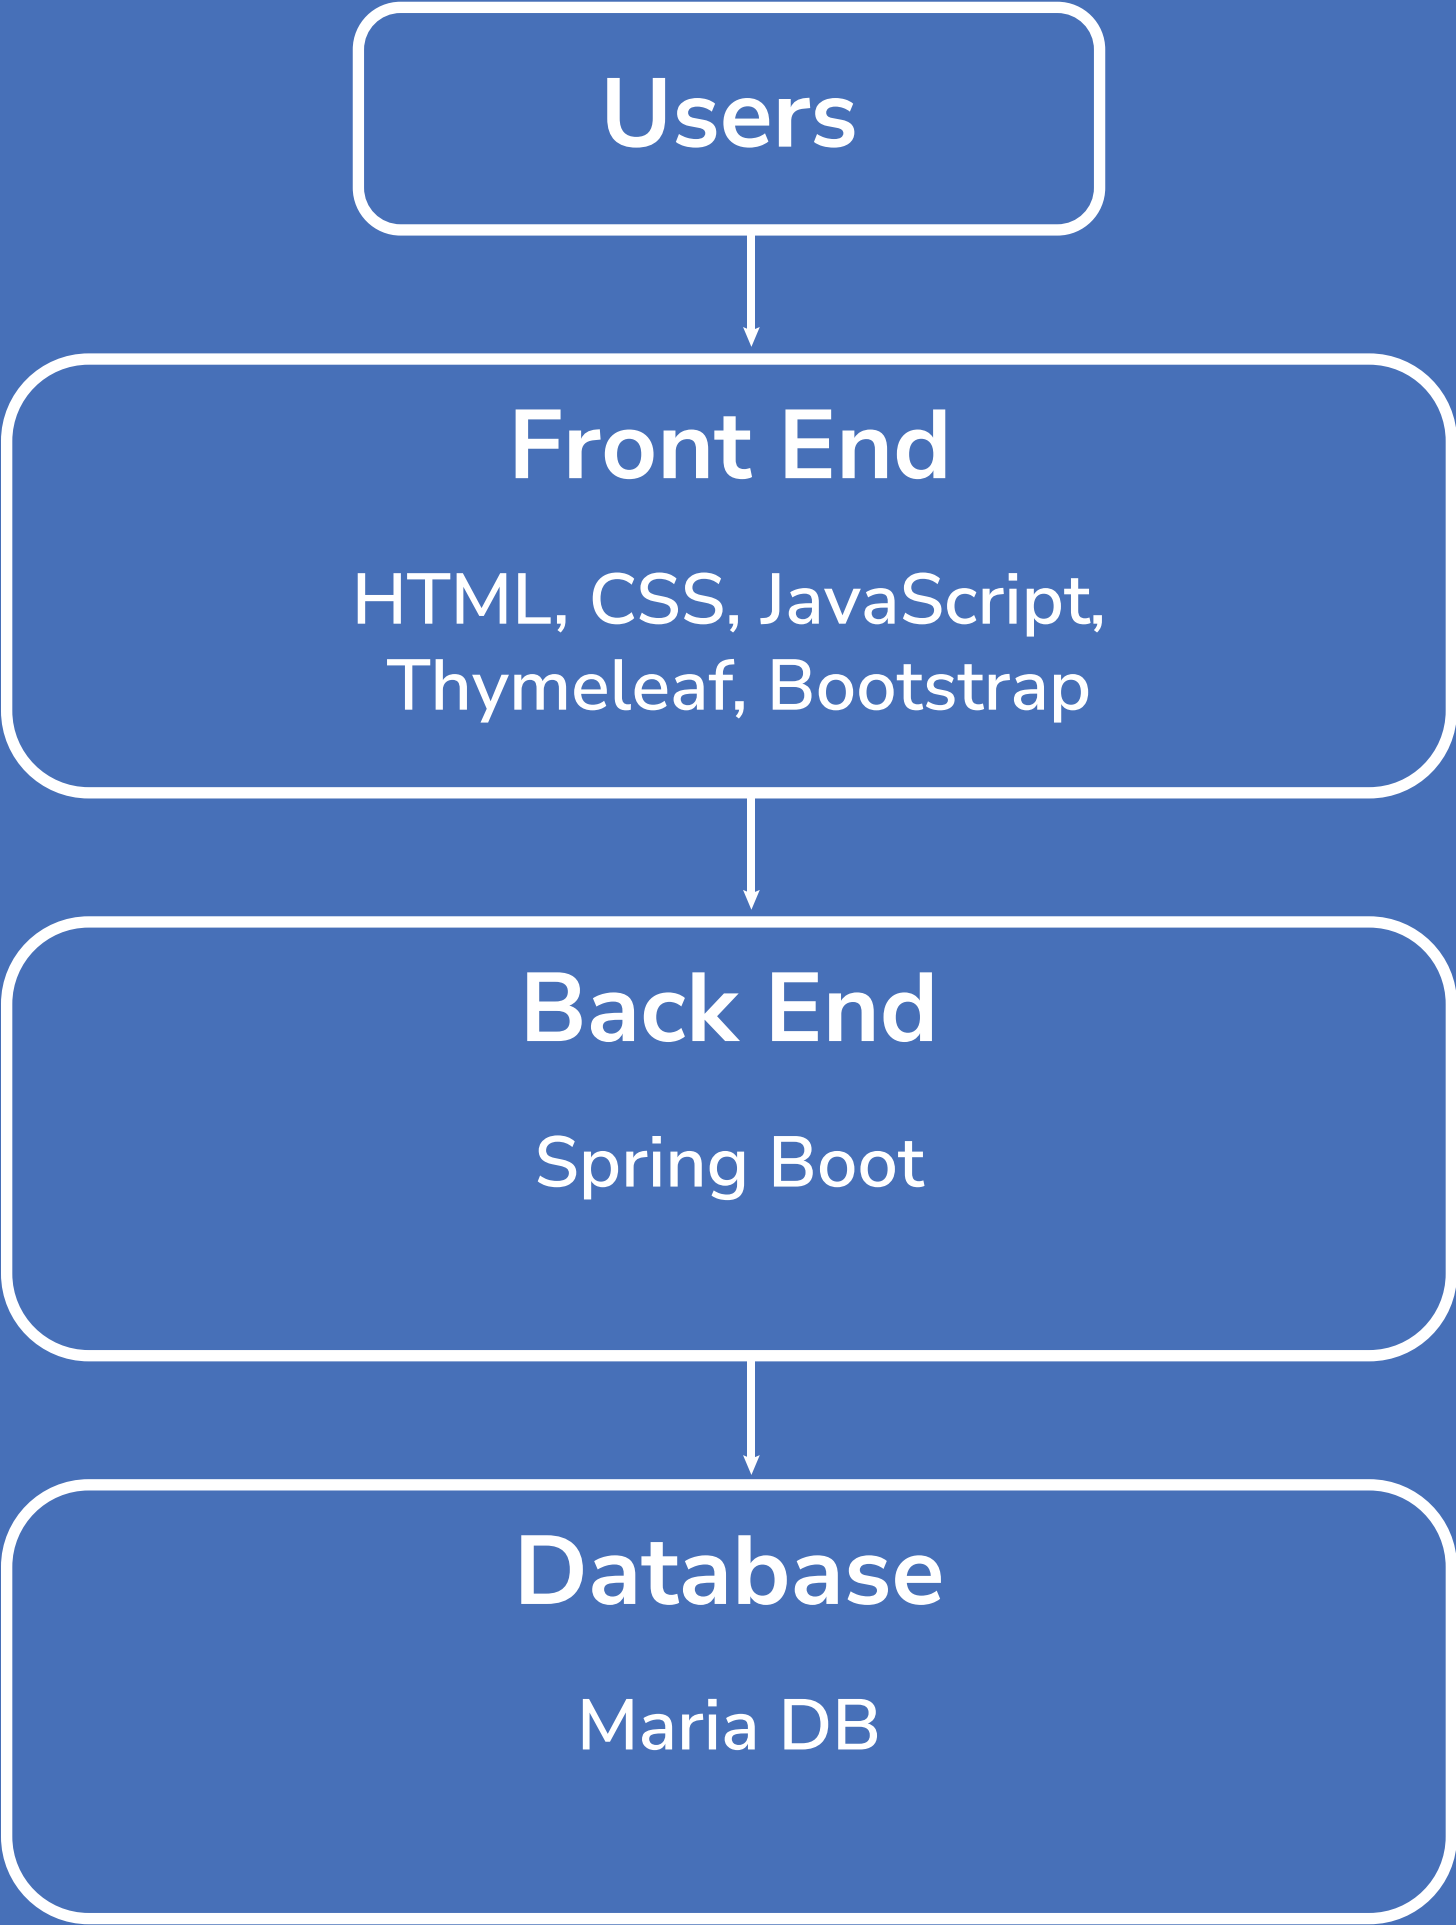 Users
Front End
HTML, CSS, JavaScript,
Thymeleaf, Bootstrap
Back End
Spring Boot
Database
Maria DB